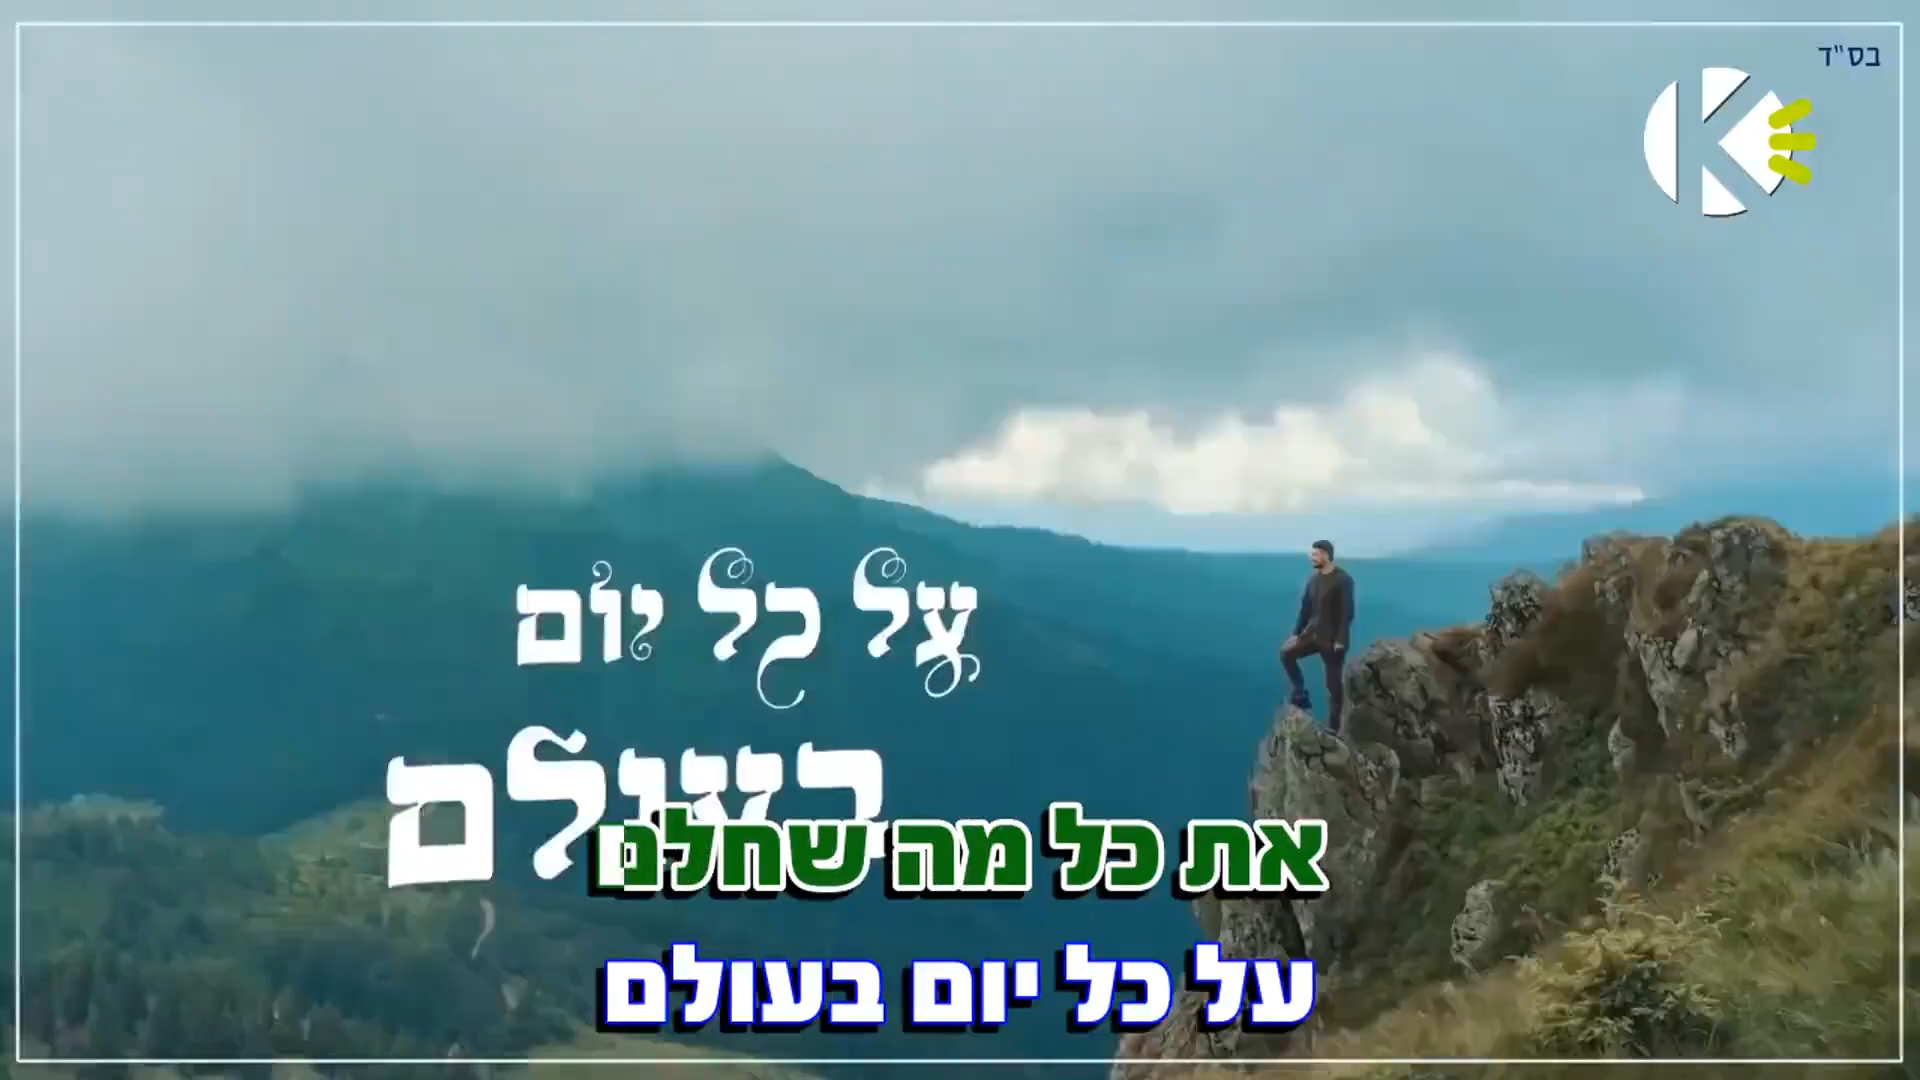 בס"ד
K
על כל יום
בעולם
את כל מה שחלם
על כל יום בעולם